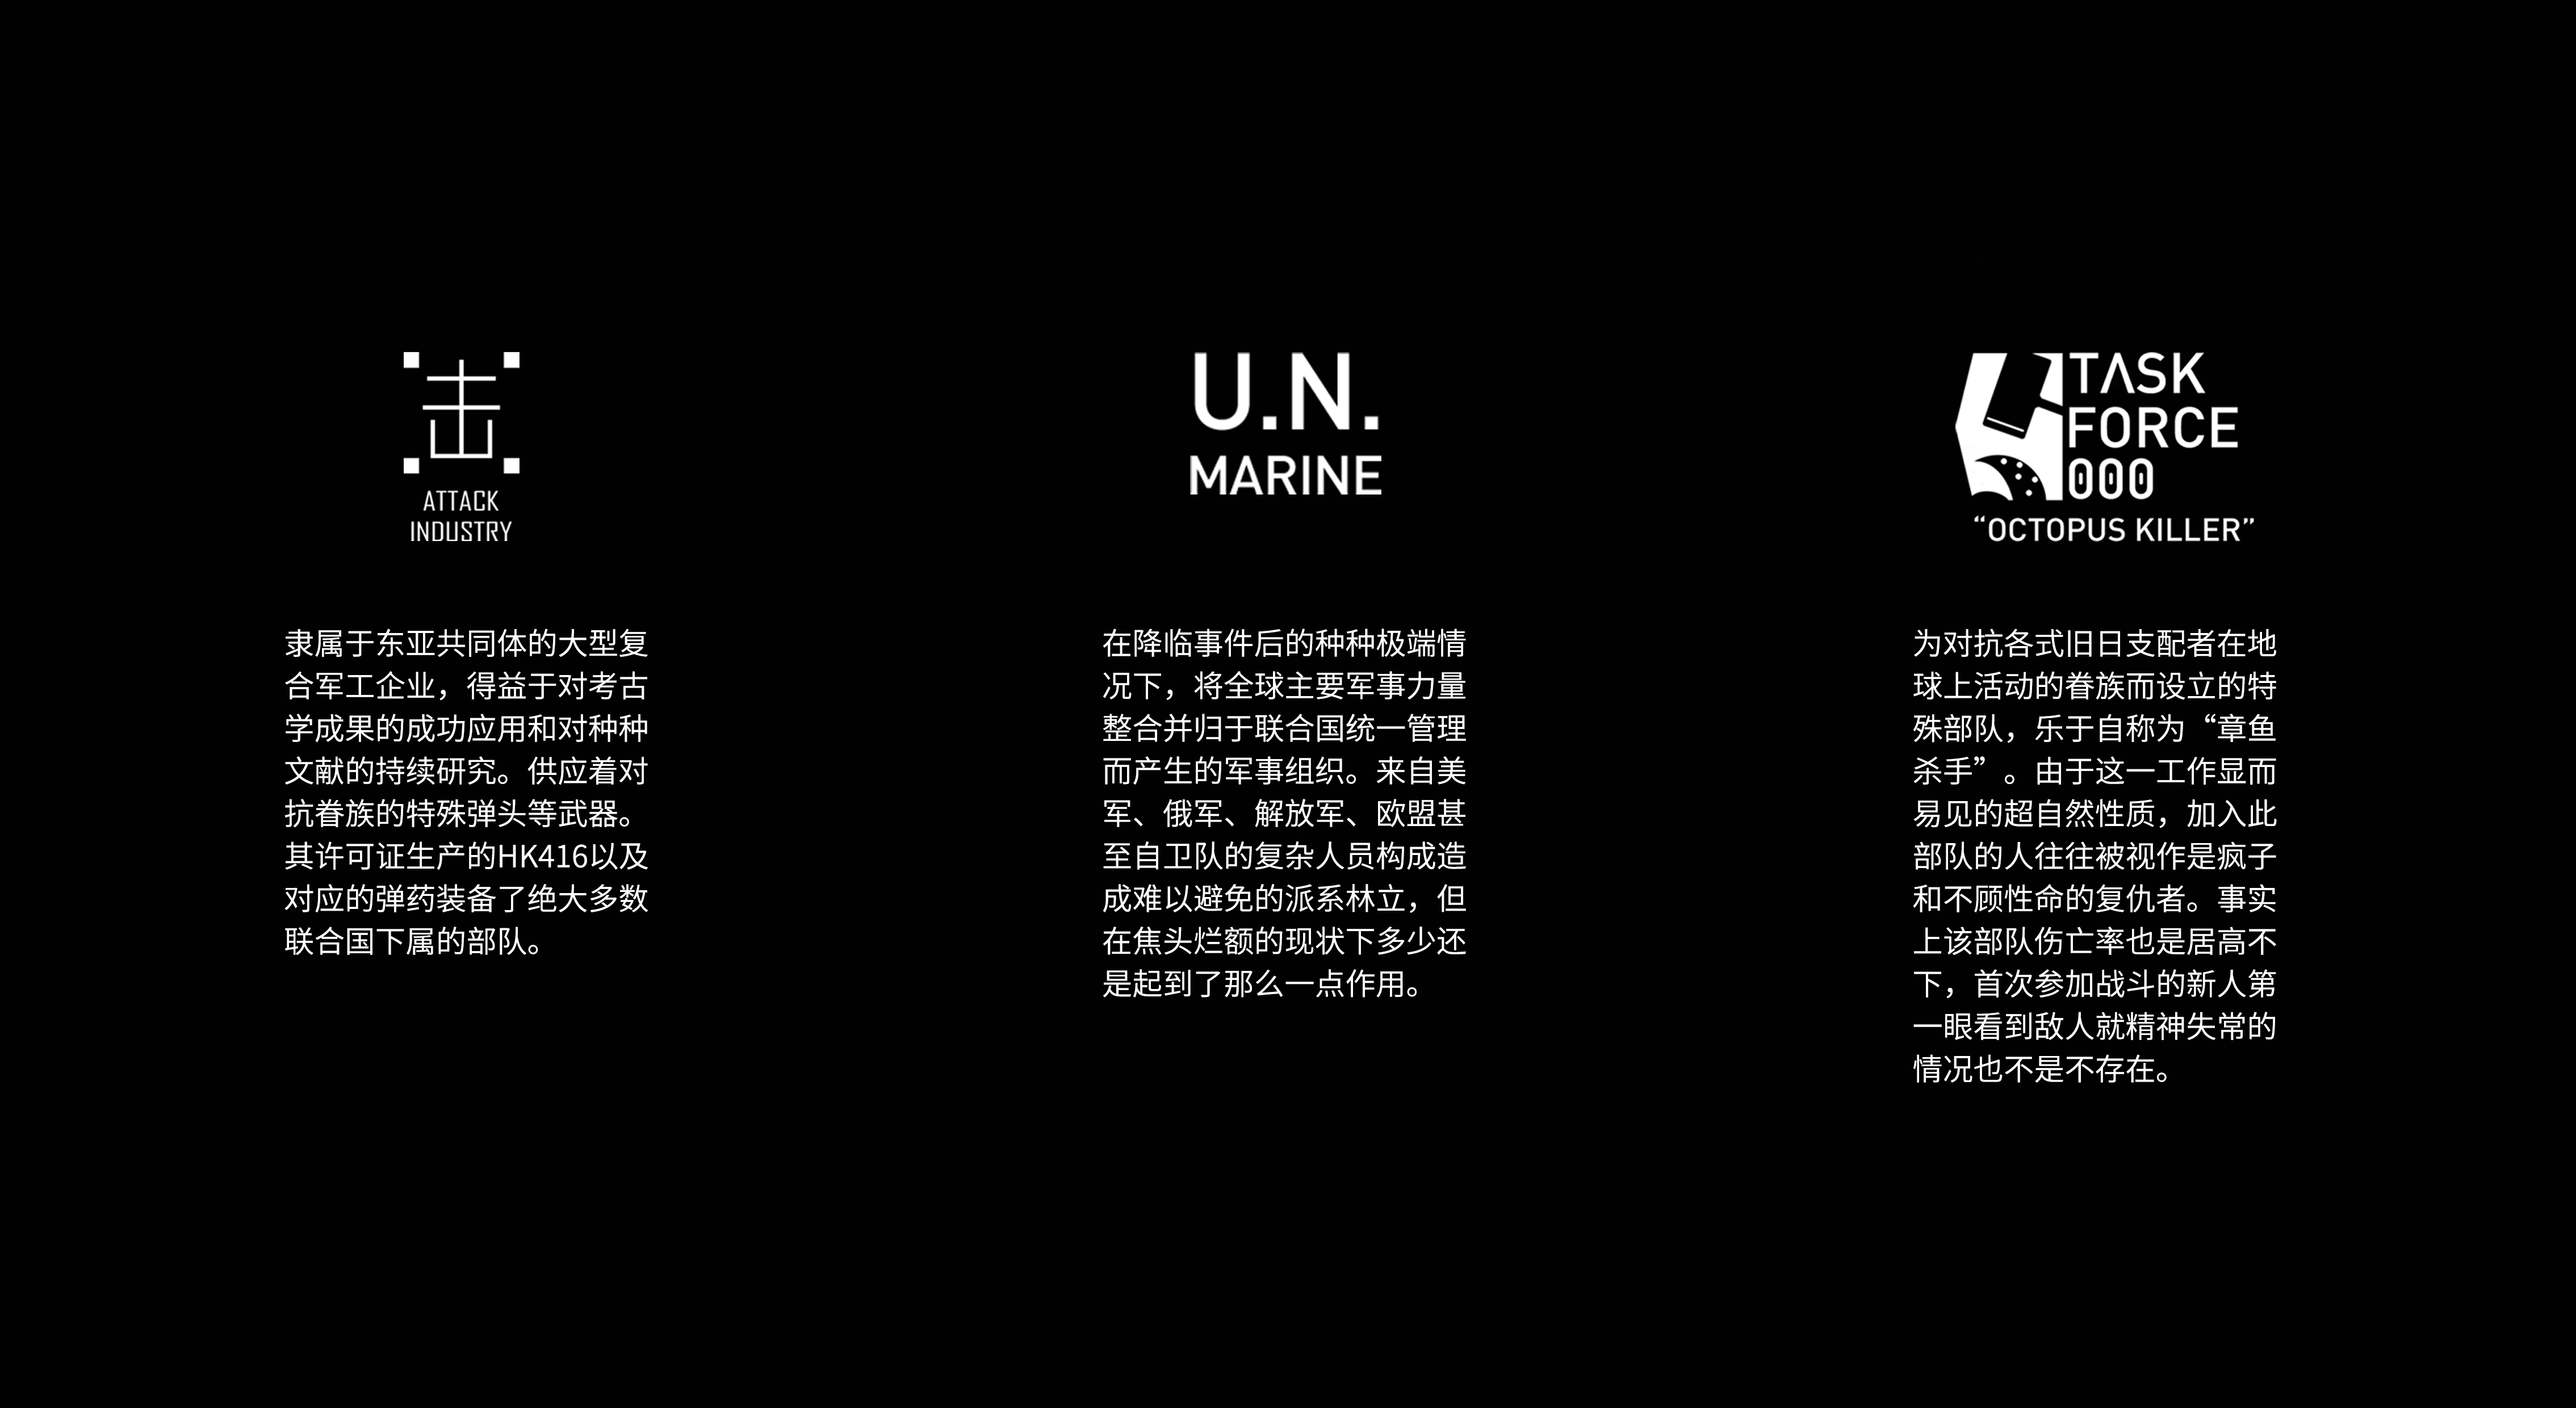 击
ATTACK
INDUSTRY
隶属于东亚共同体的大型复
合军工企业，得益于对考古
学成果的成功应用和对种种
文献的持续研究。供应着对
抗眷族的特殊弹头等武器。
其许可证生产的HK416以及
对应的弹药装备了绝大多数
联合国下属的部队。
U.N.
MARINE
在降临事件后的种种极端情
况下，将全球主要军事力量
整合并归于联合国统一管理
而产生的军事组织。来自美
军、俄军、解放军、欧盟甚
至自卫队的复杂人员构成造
成难以避免的派系林立，但
在焦头烂额的现状下多少还
是起到了那么一点作用。
TASK
FORCE
000
“OCTOPUS KILLER”
为对抗各式旧日支配者在地
球上活动的眷族而设立的特
殊部队，乐于自称为“章鱼
杀手”。由于这一工作显而
易见的超自然性质，加入此
部队的人往往被视作是疯子
和不顾性命的复仇者。事实
上该部队伤亡率也是居高不
下，首次参加战斗的新人第
一眼看到敌人就精神失常的
情况也不是不存在。